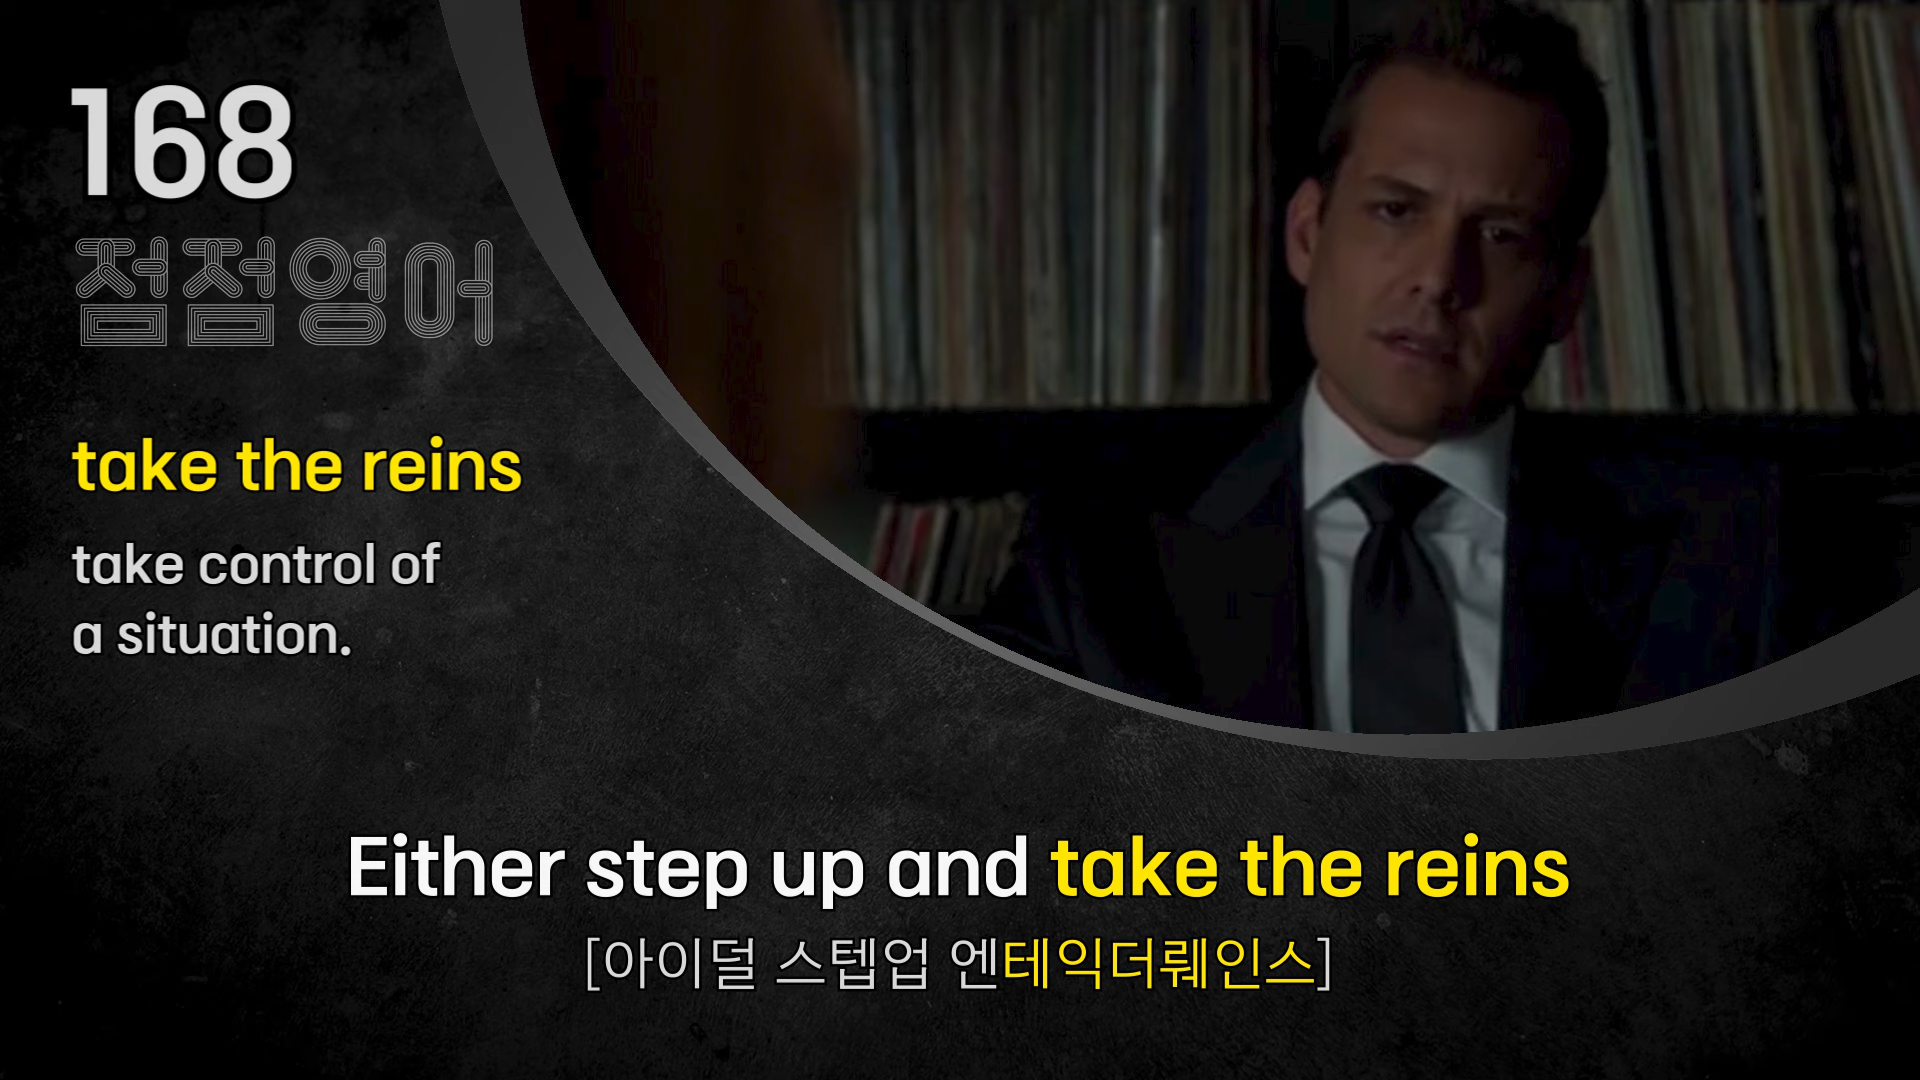 168
점점영어
take the reins
take control of
a situation.
Either step up and take the reins
[아이덜 스텝업 엔테익더뤠인스]